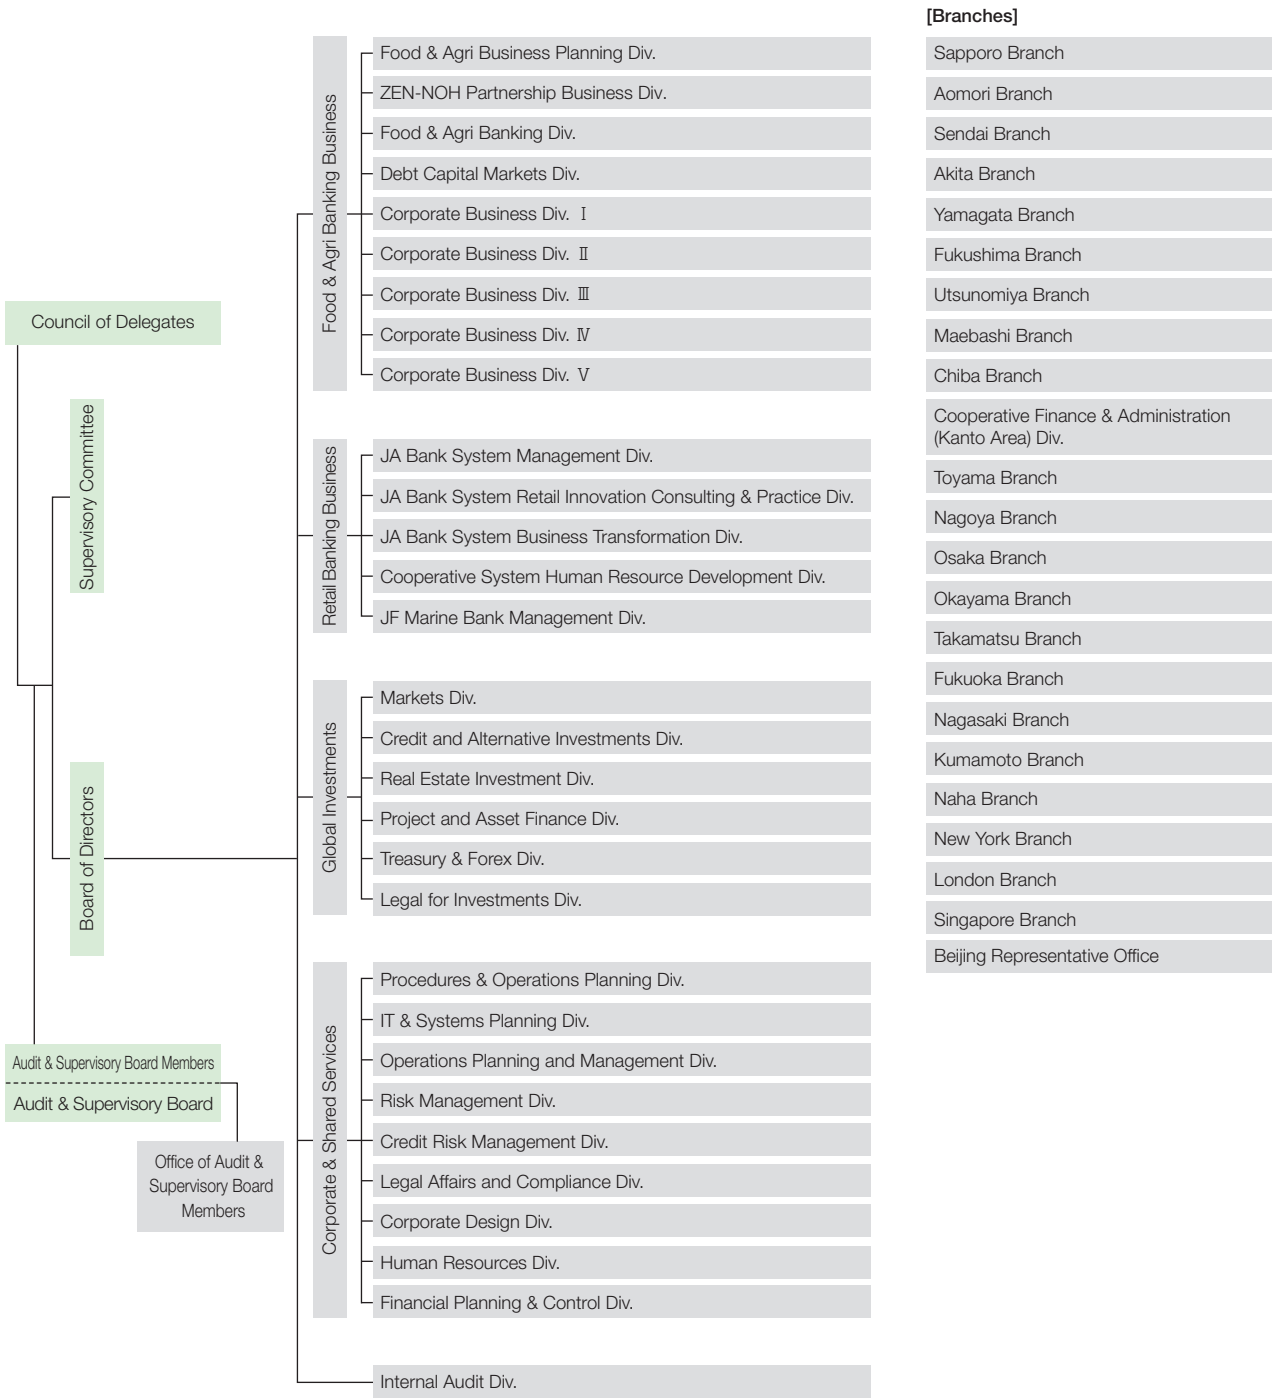 Council of Delegates
Supervisory Committee
Board of Directors
Audit & Supervisory Board Members
Audit & Supervisory Board
Office of Audit &
Supervisory Board
Members
Food & Agri Banking Business
Food & Agri Business Planning Div.
ZEN-NOH Partnership Business Div.
Food & Agri Banking Div.
Debt Capital Markets Div.
Corporate Business Div. Ⅰ
Corporate Business Div. Ⅱ
Corporate Business Div. Ⅲ
Corporate Business Div. Ⅳ
Corporate Business Div. Ⅴ
Retail Banking Business
JA Bank System Management Div.
JA Bank System Retail Innovation Consulting & Practice Div.
JA Bank System Business Transformation Div.
Cooperative System Human Resource Development Div.
JF Marine Bank Management Div.
Global Investments
Markets Div.
Credit and Alternative Investments Div.
Real Estate Investment Div.
Project and Asset Finance Div.
Treasury & Forex Div.
Legal for Investments Div.
Corporate & Shared Services
Procedures & Operations Planning Div.
IT & Systems Planning Div.
Operations Planning and Management Div.
Risk Management Div.
Credit Risk Management Div.
Legal Affairs and Compliance Div.
Corporate Design Div.
Human Resources Div.
Financial Planning & Control Div.
Internal Audit Div.
[Branches]
Sapporo Branch
Aomori Branch
Sendai Branch
Akita Branch
Yamagata Branch
Fukushima Branch
Utsunomiya Branch
Maebashi Branch
Chiba Branch
Cooperative Finance & Administration
(Kanto Area) Div.
Toyama Branch
Nagoya Branch
Osaka Branch
Okayama Branch
Takamatsu Branch
Fukuoka Branch
Nagasaki Branch
Kumamoto Branch
Naha Branch
New York Branch
London Branch
Singapore Branch
Beijing Representative Office